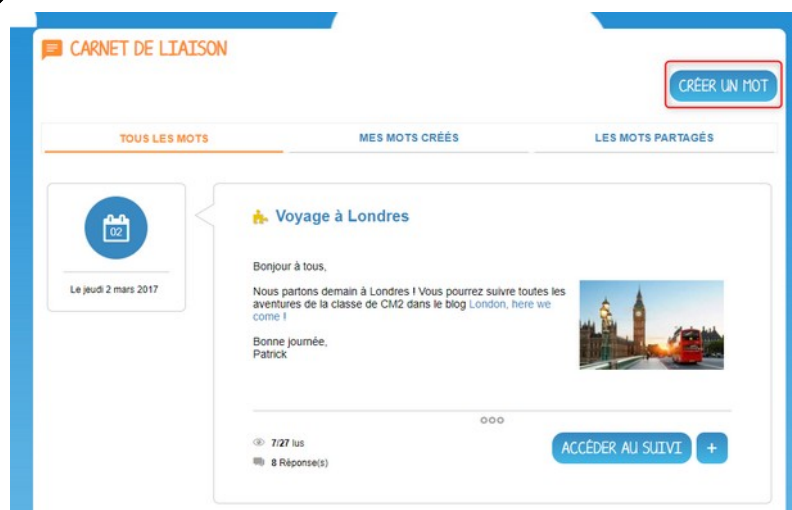 CARNET DE LIAISON
CRÉER UN MOT
TOUS LES MOTS
MES MOTS CRÉÉS
LES MOTS PARTAGÉS
02
Le jeudi 2 mars 2017
Voyage à Londres
Bonjour à tous,
Nous partons demain à Londres ! Vous pourrez suivre toutes les
aventures de la classe de CM2 dans le blog London, here we
come !
Bonne journée,
Patrick
7/27 lus
8 Réponse(s)
ACCÉDER AU SUIVI
+